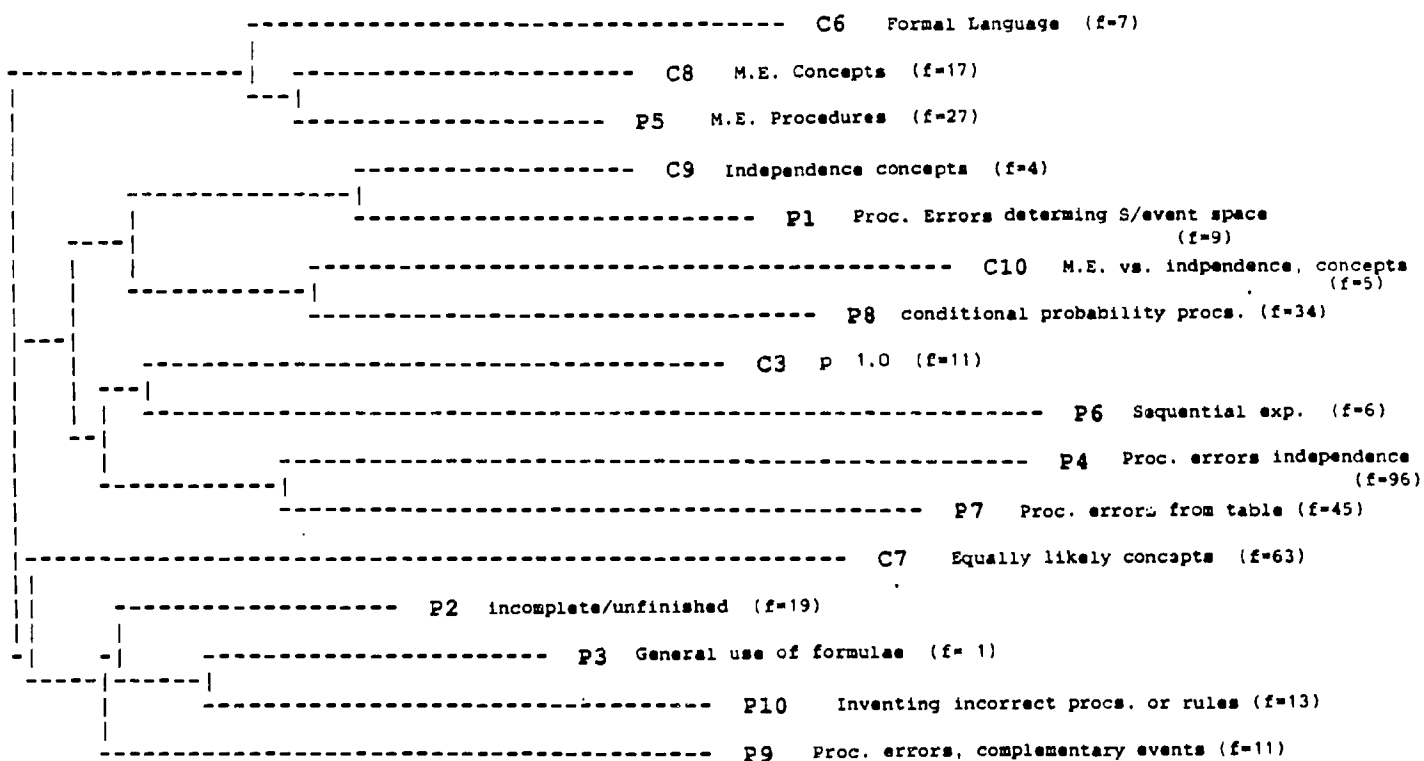 C6 Formal Language (f=7)
C8 M.E. Concepts (f=17)
P5 M.E. Procedures (f=27)
C9 Independence concepts (f=4)
P1 Proc. Errors determing S/event space
(f=9)
C10 M.E. vs. indpendence, concepts
(f=5)
P8 conditional probability procs. (f=34)
C3 p 1.0 (f=11)
P6 Sequential exp. (f=6)
P4 Proc. errors independence
(f=96)
P7 Proc. errors from table (f=45)
C7 Equally likely concepts (f=63)
P2 incomplete/unfinished (f=19)
P3 General use of formulae (f= 1)
P10 Inventing incorrect procs. or rules (f=13)
P9 Proc. errors, complementary events (f=11)